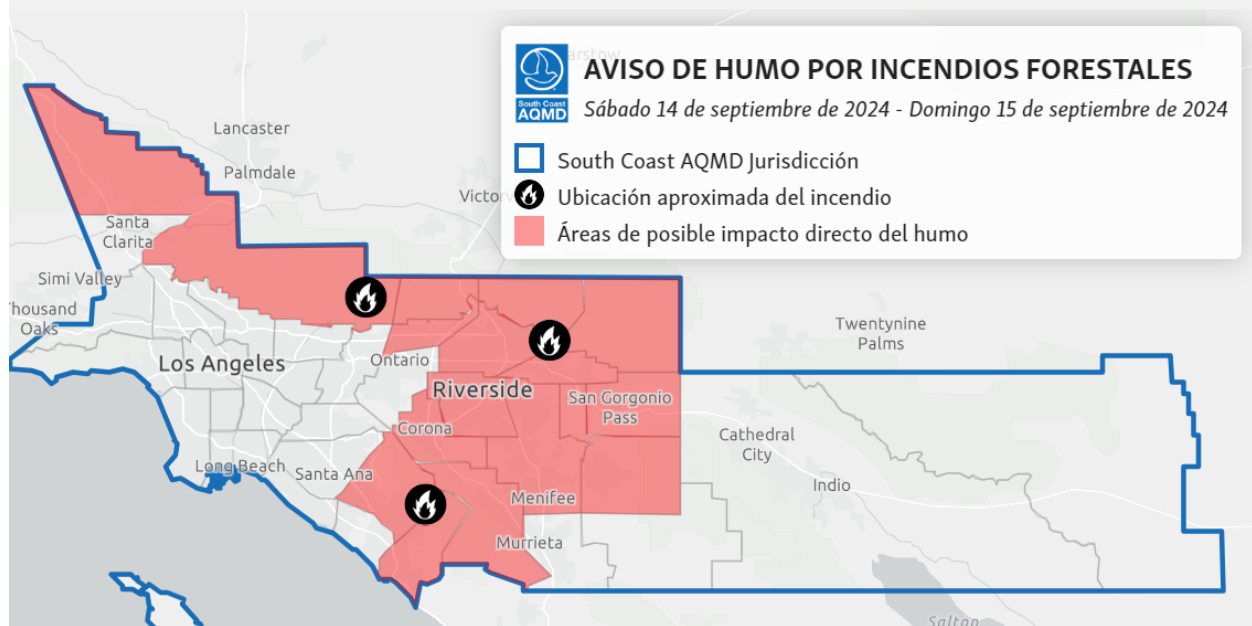 AVISO DE HUMO POR INCENDIOS FORESTALES
Sábado 14 de septiembre de 2024 - Domingo 15 de septiembre de 2024
South Coast
AQMD
South Coast AQMD Jurisdicción
Ubicación aproximada del incendio
Áreas de posible impacto directo del humo
Lancaster
Palmdale
Santa
Clarita
Simi Valley
Oaks
Los Angeles
Ontario
Riverside
San Gorgonio
Pass
Corona
Long Beach
Santa Ana
Menifee
Murrieta
Twentynine
Palms
Cathedral
City
Indio
Salton